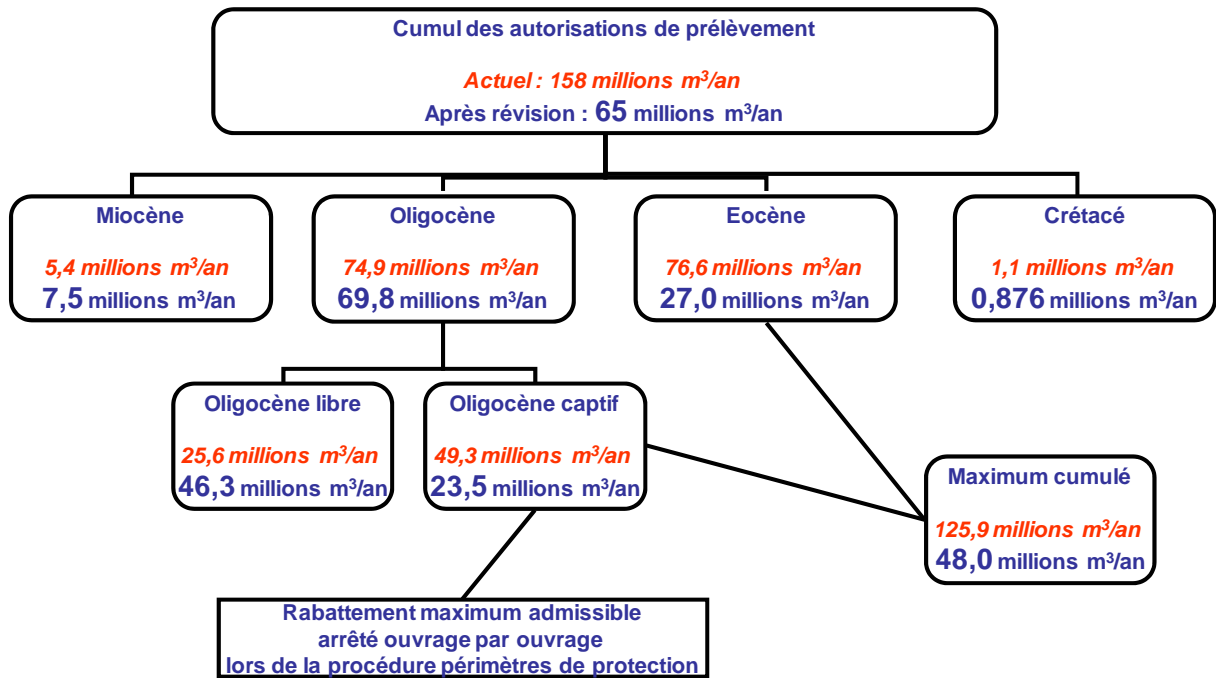 Cumul des autorisations de prélèvement
Actuel : 158 millions m³/an
Après révision : 65 millions m³/an
Miocène
5,4 millions m³/an
7,5 millions m³/an
Oligocène
74,9 millions m³/an
69,8 millions m³/an
Eocène
76,6 millions m³/an
27,0 millions m³/an
Crétacé
1,1 millions m³/an
0,876 millions m³/an
Oligocène libre
25,6 millions m³/an
46,3 millions m³/an
Oligocène captif
49,3 millions m³/an
23,5 millions m³/an
Maximum cumulé
125,9 millions m³/an
48,0 millions m³/an
Rabattement maximum admissible
arrêté ouvrage par ouvrage
lors de la procédure périmètres de protection